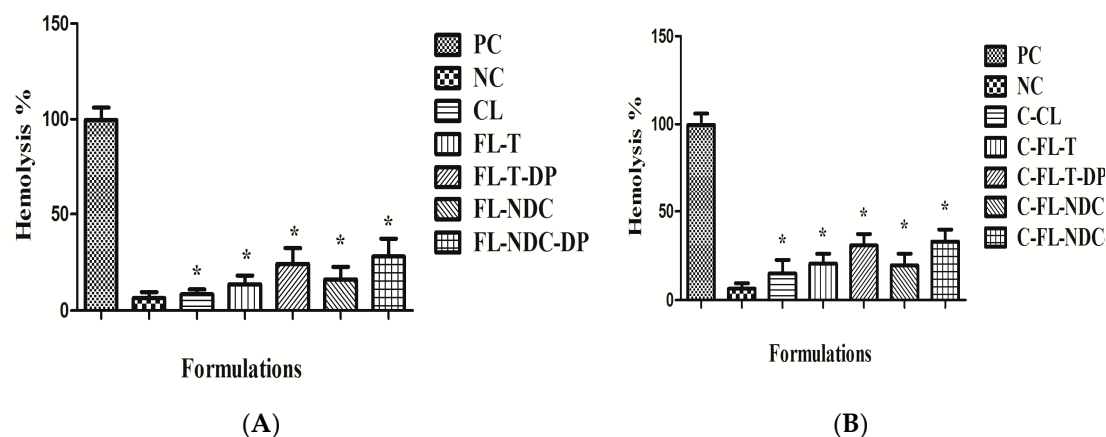 150
100
50
0
Hemolysis %
*
*
*
*
*
Formulations
PC
NC
CL
FL-T
FL-T-DP
FL-NDC
FL-NDC-DP
(A)
150
100
50
0
Hemolysis %
*
*
*
*
*
Formulations
PC
NC
C-CL
C-FL-T
C-FL-T-DP
C-FL-NDC
C-FL-NDC-
(B)